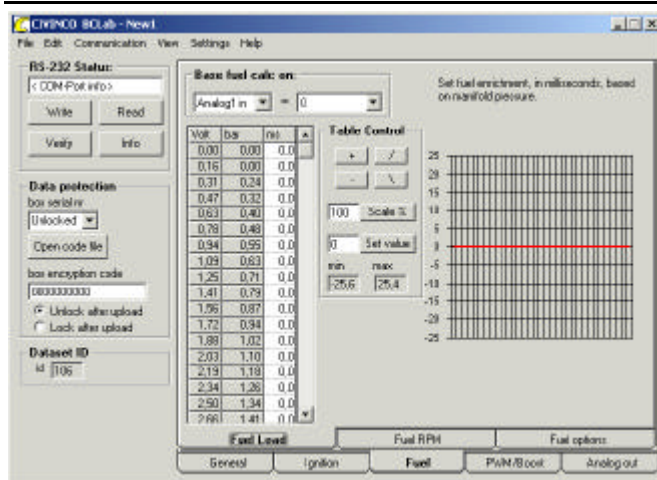 CIVINCO BCLab - New1
File Edit Communication View Settings Help
RS-232 Status:
< COM-Port info>
Write Read
Verify Info
Data protection
box serial nr
Unlocked
Open code file
box encryption code
0000000000
Unlock after upload
Lock after upload
Dataset ID
id 106
Base fuel calc on:
Analog1 in = 0
Set fuel enrichment, in milliseconds, based
on manifold pressure.
Volt bar ms
0,00 0,00 0.0
0,16 0,00 0.0
0,31 0,24 0.0
0,47 0,32 0.0
0,63 0,40 0.0
0,78 0,48 0.0
0,94 0,55 0.0
1,09 0,63 0.0
1,25 0,71 0.0
1,41 0,79 0.0
1,56 0,87 0.0
1,72 0,94 0.0
1,88 1,02 0.0
2,03 1,10 0.0
2,19 1,18 0.0
2,34 1,26 0.0
2,50 1,34 0.0
2,66 1,41 0.0
Table Control
+ /
- \
100 Scale %
0 Set value
min max
-25,6 25,4
25
20
15
10
5
0
-5
-10
-15
-20
-25
Fuel Load Fuel RPM Fuel options
General Ignition Fuel PWM/Boost Analog out